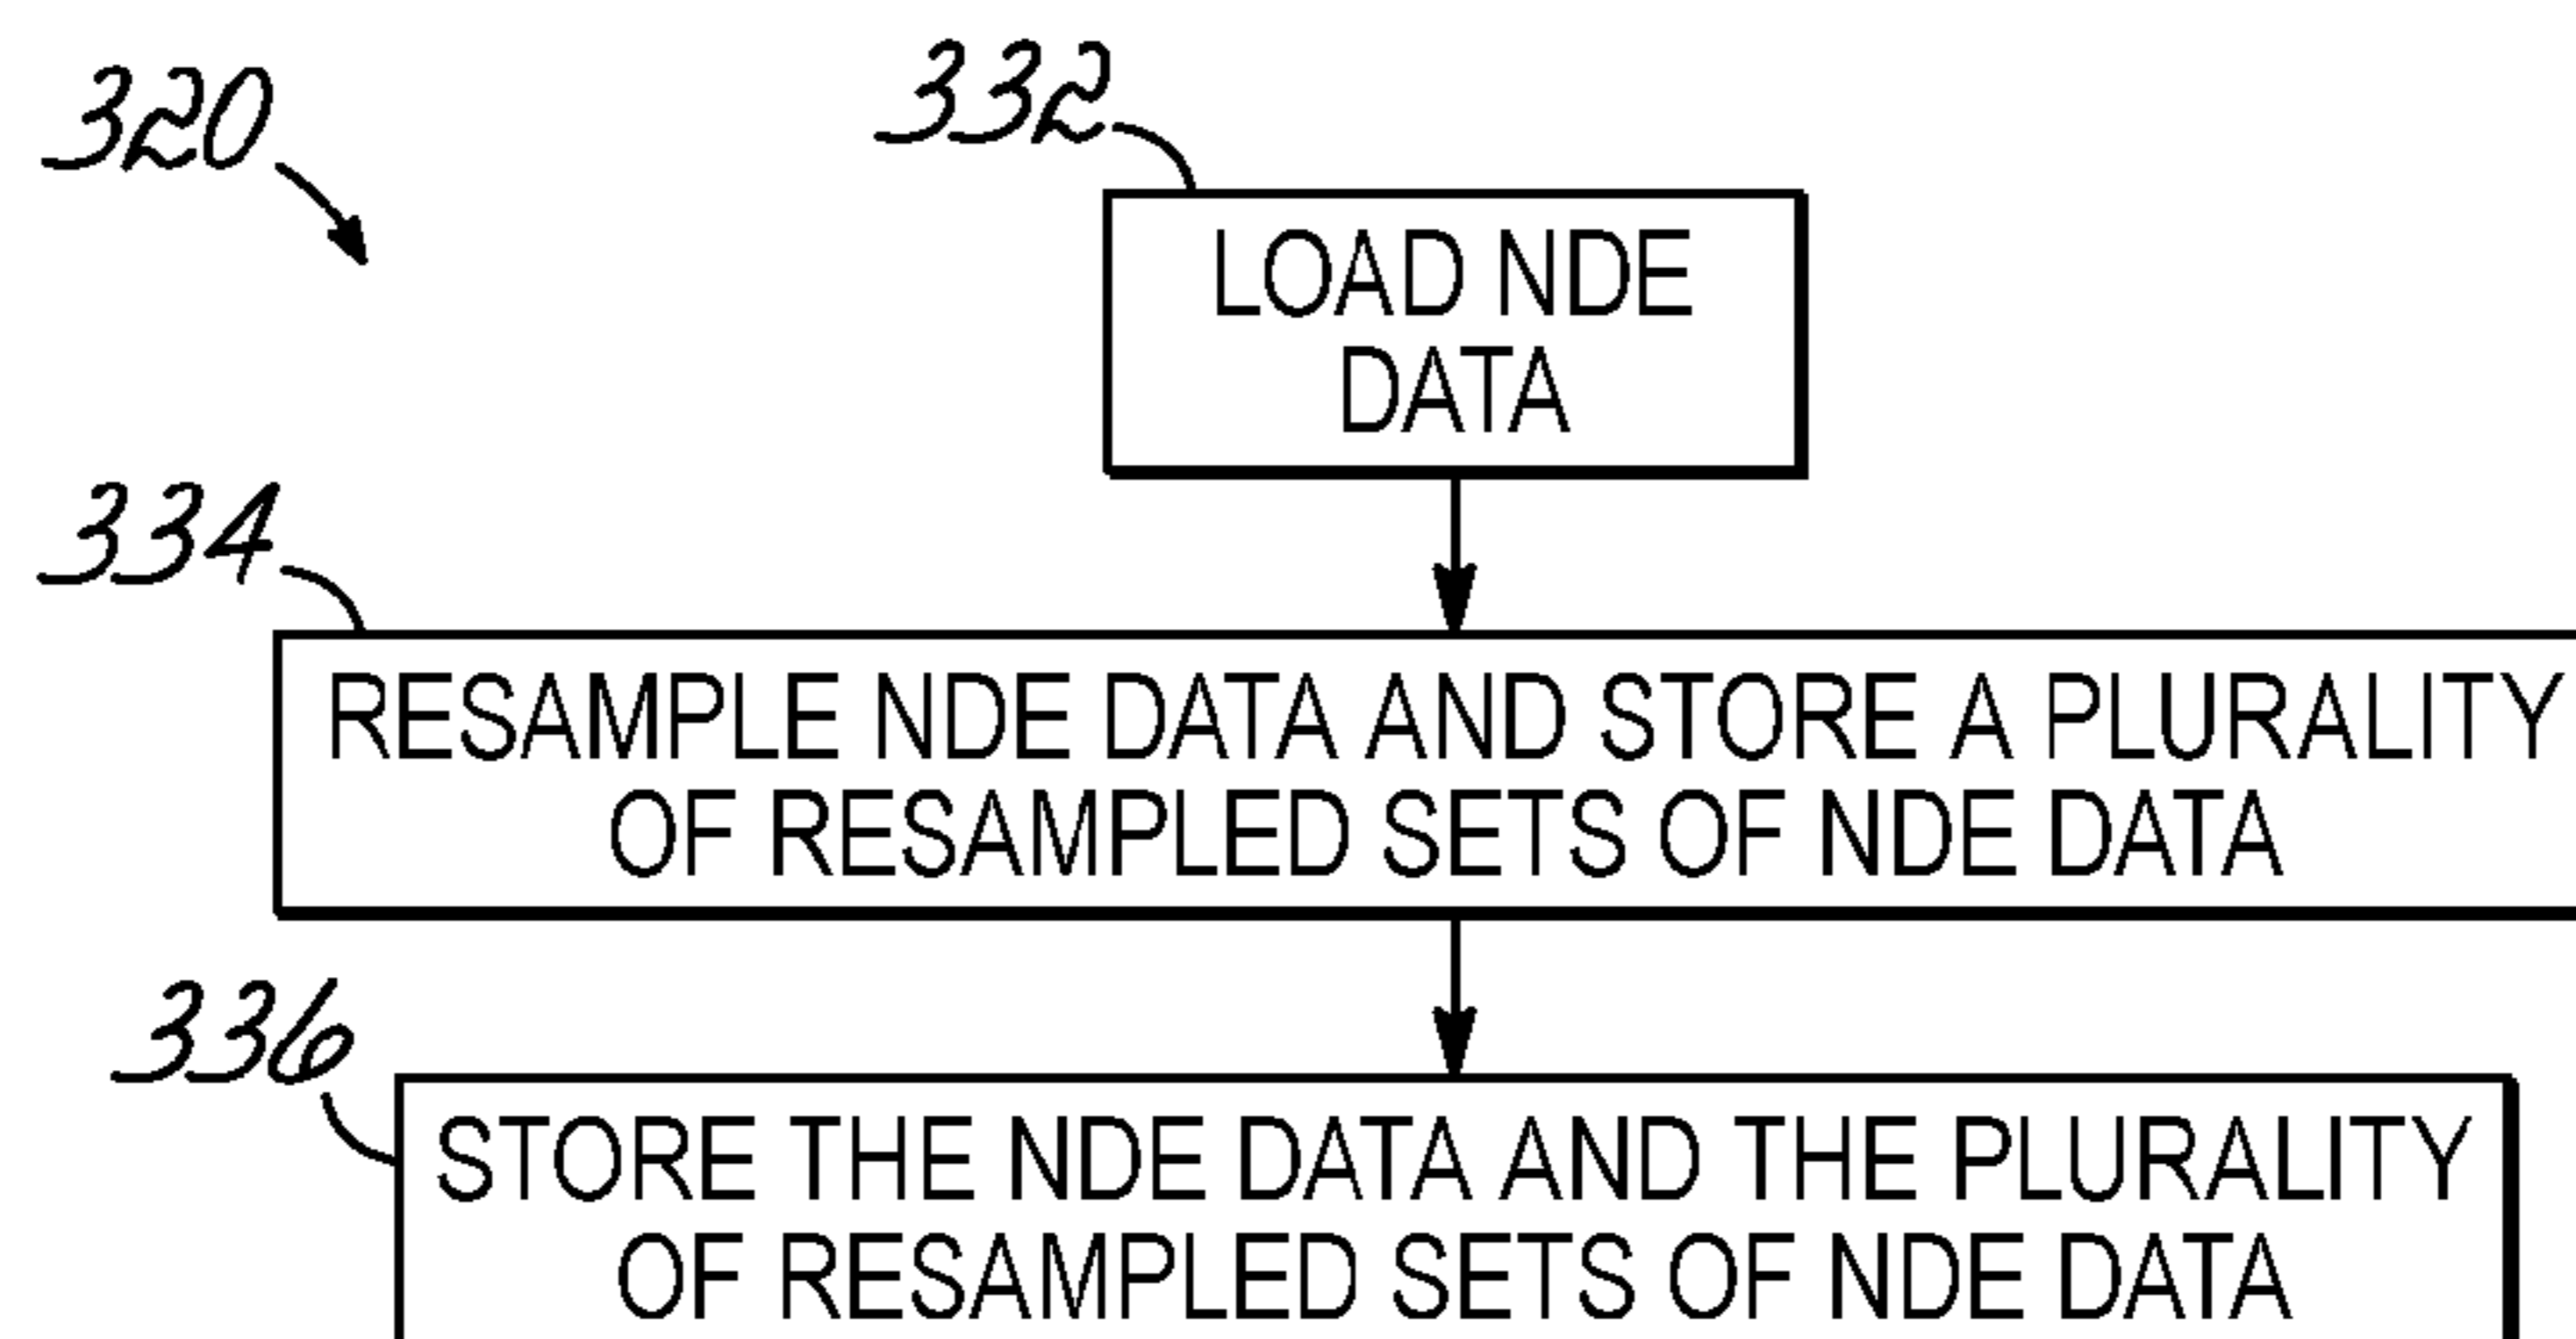 320
332
LOAD NDE
DATA
334
RESAMPLE NDE DATA AND STORE A PLURALITY
OF RESAMPLED SETS OF NDE DATA
336
STORE THE NDE DATA AND THE PLURALITY
OF RESAMPLED SETS OF NDE DATA